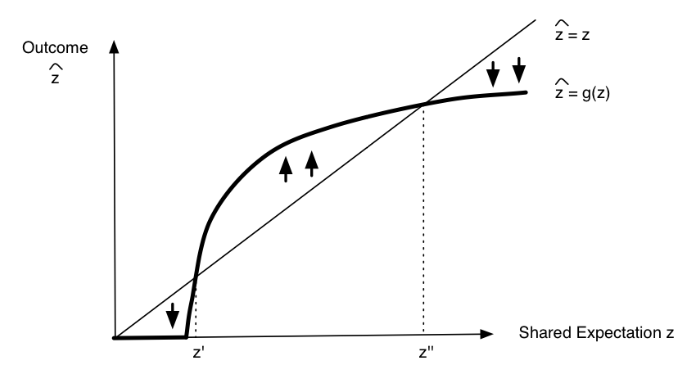 Outcome
ẑ
ẑ = z
ẑ = g(z)
z'
z"
Shared Expectation z